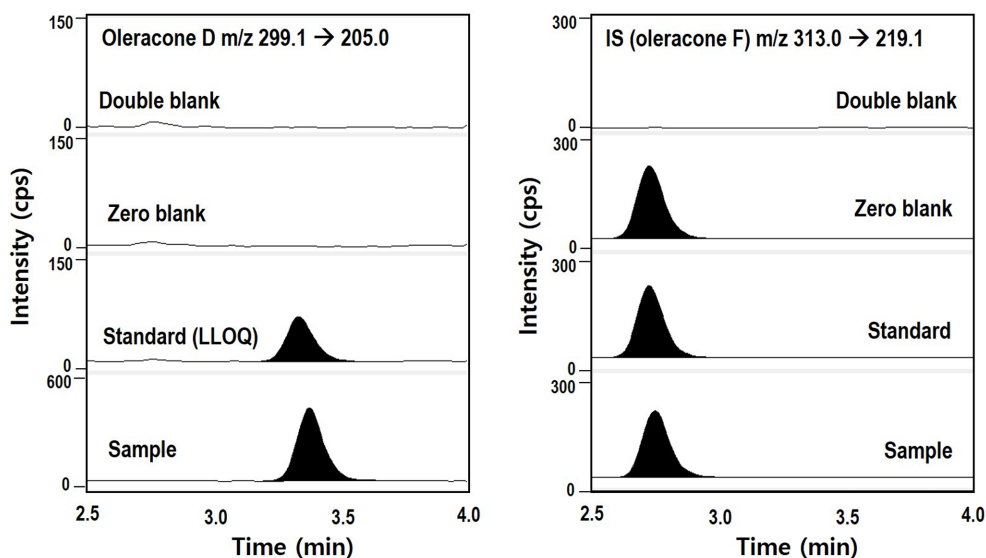 Oleracone D m/z 299.1 → 205.0
150
Double blank
0
150
Zero blank
0
150
Standard (LLOQ)
0
600
Sample
0
2.5 3.0 3.5 4.0
Time (min)
Intensity (cps)
IS (oleracone F) m/z 313.0 → 219.1
300
Double blank
0
300
Zero blank
0
300
Standard
0
300
Sample
0
2.5 3.0 3.5 4.0
Time (min)
Intensity (cps)